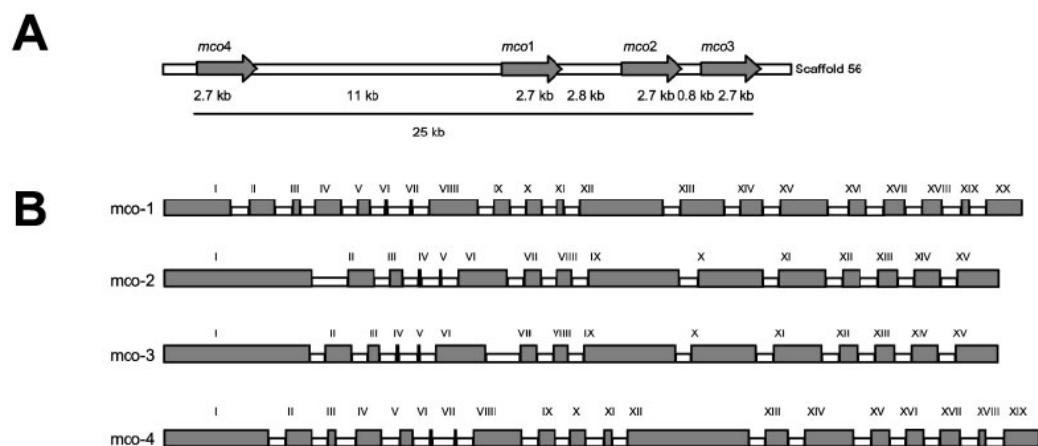 A
mco4 mco1 mco2 mco3
Scaffold 56
2.7 kb 11 kb 2.7 kb 2.8 kb 2.7 kb 0.8 kb 2.7 kb
25 kb
B
I II III IV V VI VII VIIII IX X XI XII XIII XIV XV XVI XVII XVIII XIX XX
mco-1
I II III IV V VI VII VIIII IX X XI XII XIII XIV XV
mco-2
I II III IV V VI VII VIIII IX X XI XII XIII XIV XV
mco-3
I II III IV V VI VII VIIII IX X XI XII XIII XIV XV XVI XVII XVIII XIX
mco-4